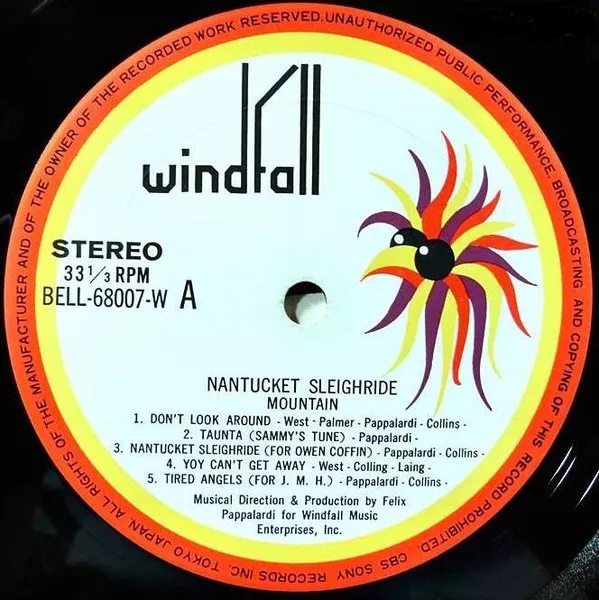 ALL RIGHTS OF THE MANUFACTURER AND OF THE OWNER OF THE RECORDED WORK RESERVED. UNAUTHORIZED PUBLIC PERFORMANCE, BROADCASTING AND COPYING OF THIS RECORD PROHIBITED. CBS SONY RECORDS INC. TOKYO JAPAN.
windfall
STEREO
33 1/3 RPM
BELL-68007-W A
NANTUCKET SLEIGHRIDE
MOUNTAIN
1. DON'T LOOK AROUND - West - Palmer - Pappalardi - Collins -
2. TAUNTA (SAMMY'S TUNE) - Pappalardi -
3. NANTUCKET SLEIGHRIDE (FOR OWEN COFFIN) - Pappalardi - Collins -
4. YOY CAN'T GET AWAY - West - Colling - Laing -
5. TIRED ANGELS (FOR J. M. H.) - Pappalardi - Collins -
Musical Direction & Production by Felix
Pappalardi for Windfall Music
Enterprises, Inc.